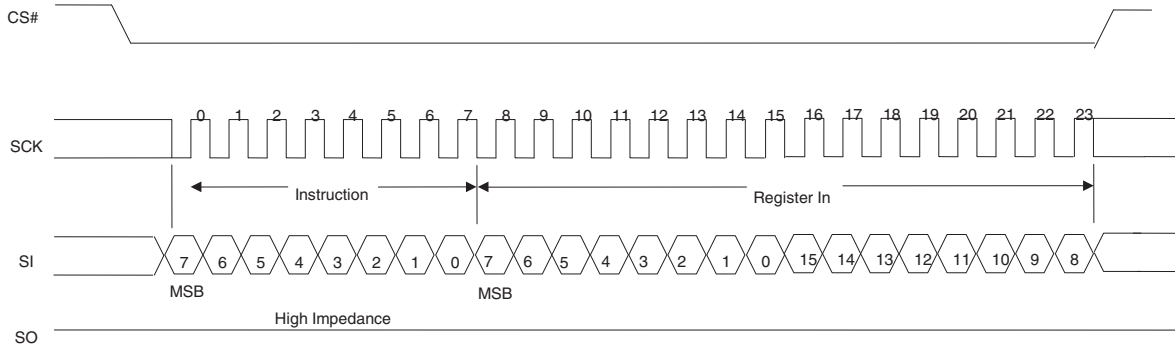 CS#
0 1 2 3 4 5 6 7 8 9 10 11 12 13 14 15 16 17 18 19 20 21 22 23
SCK
Instruction Register In
SI 7 6 5 4 3 2 1 0 7 6 5 4 3 2 1 0 15 14 13 12 11 10 9 8
MSB MSB
High Impedance
SO